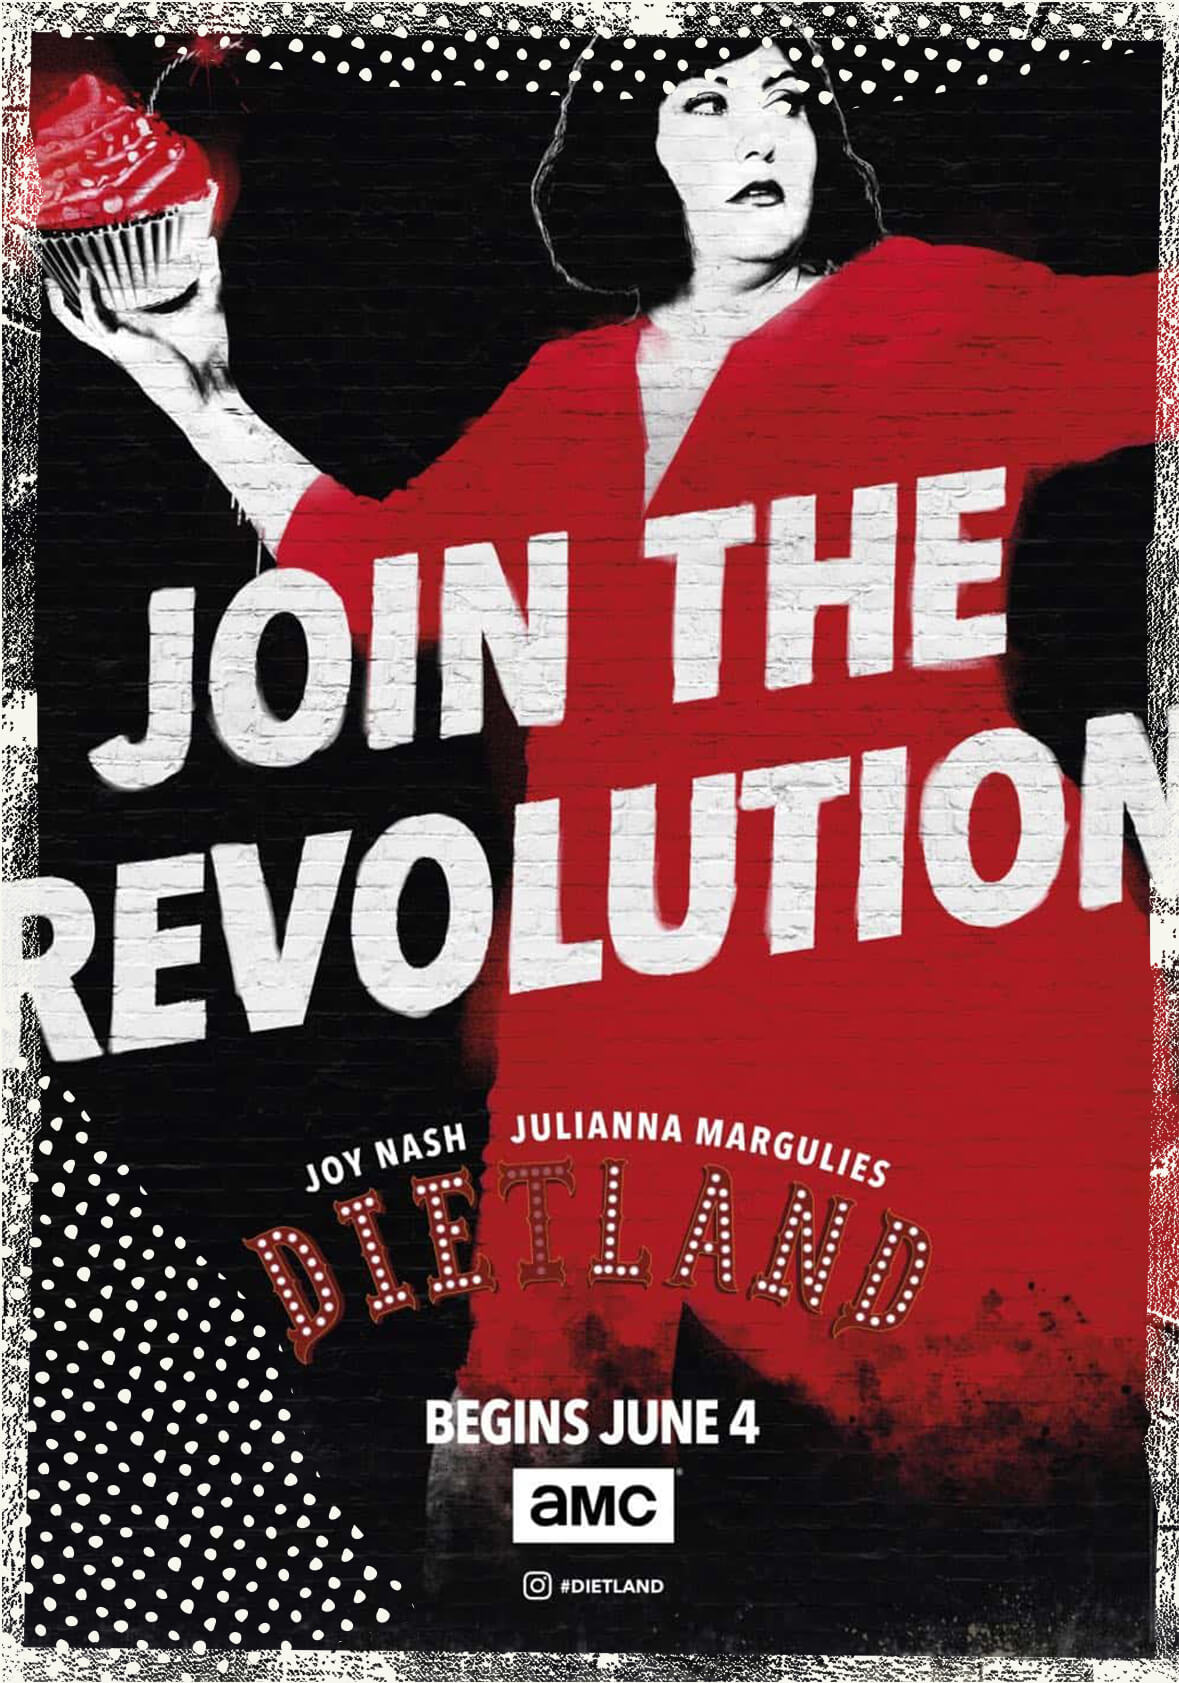 JOIN THE
REVOLUTION
JOY NASH JULIANNA MARGULIES
DIETLAND
BEGINS JUNE 4
aMC
#DIETLAND